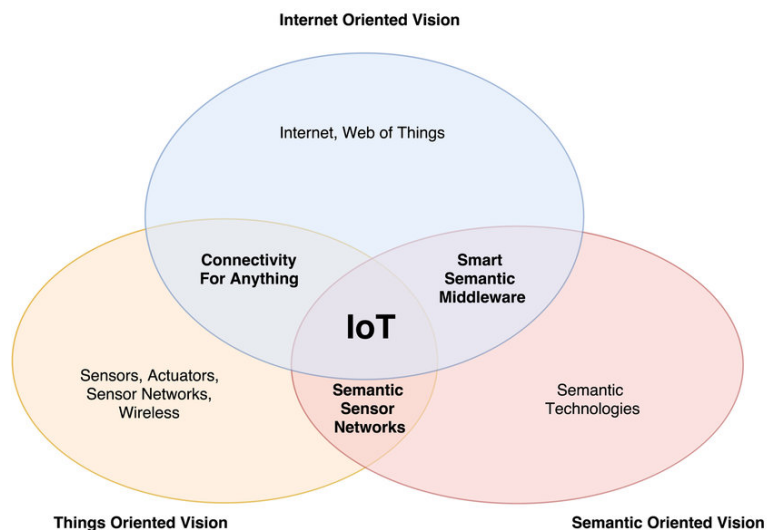 Internet Oriented Vision
Internet, Web of Things
Connectivity
For Anything
Smart
Semantic
Middleware
IoT
Sensors, Actuators,
Sensor Networks,
Wireless
Semantic
Sensor
Networks
Semantic
Technologies
Things Oriented Vision
Semantic Oriented Vision